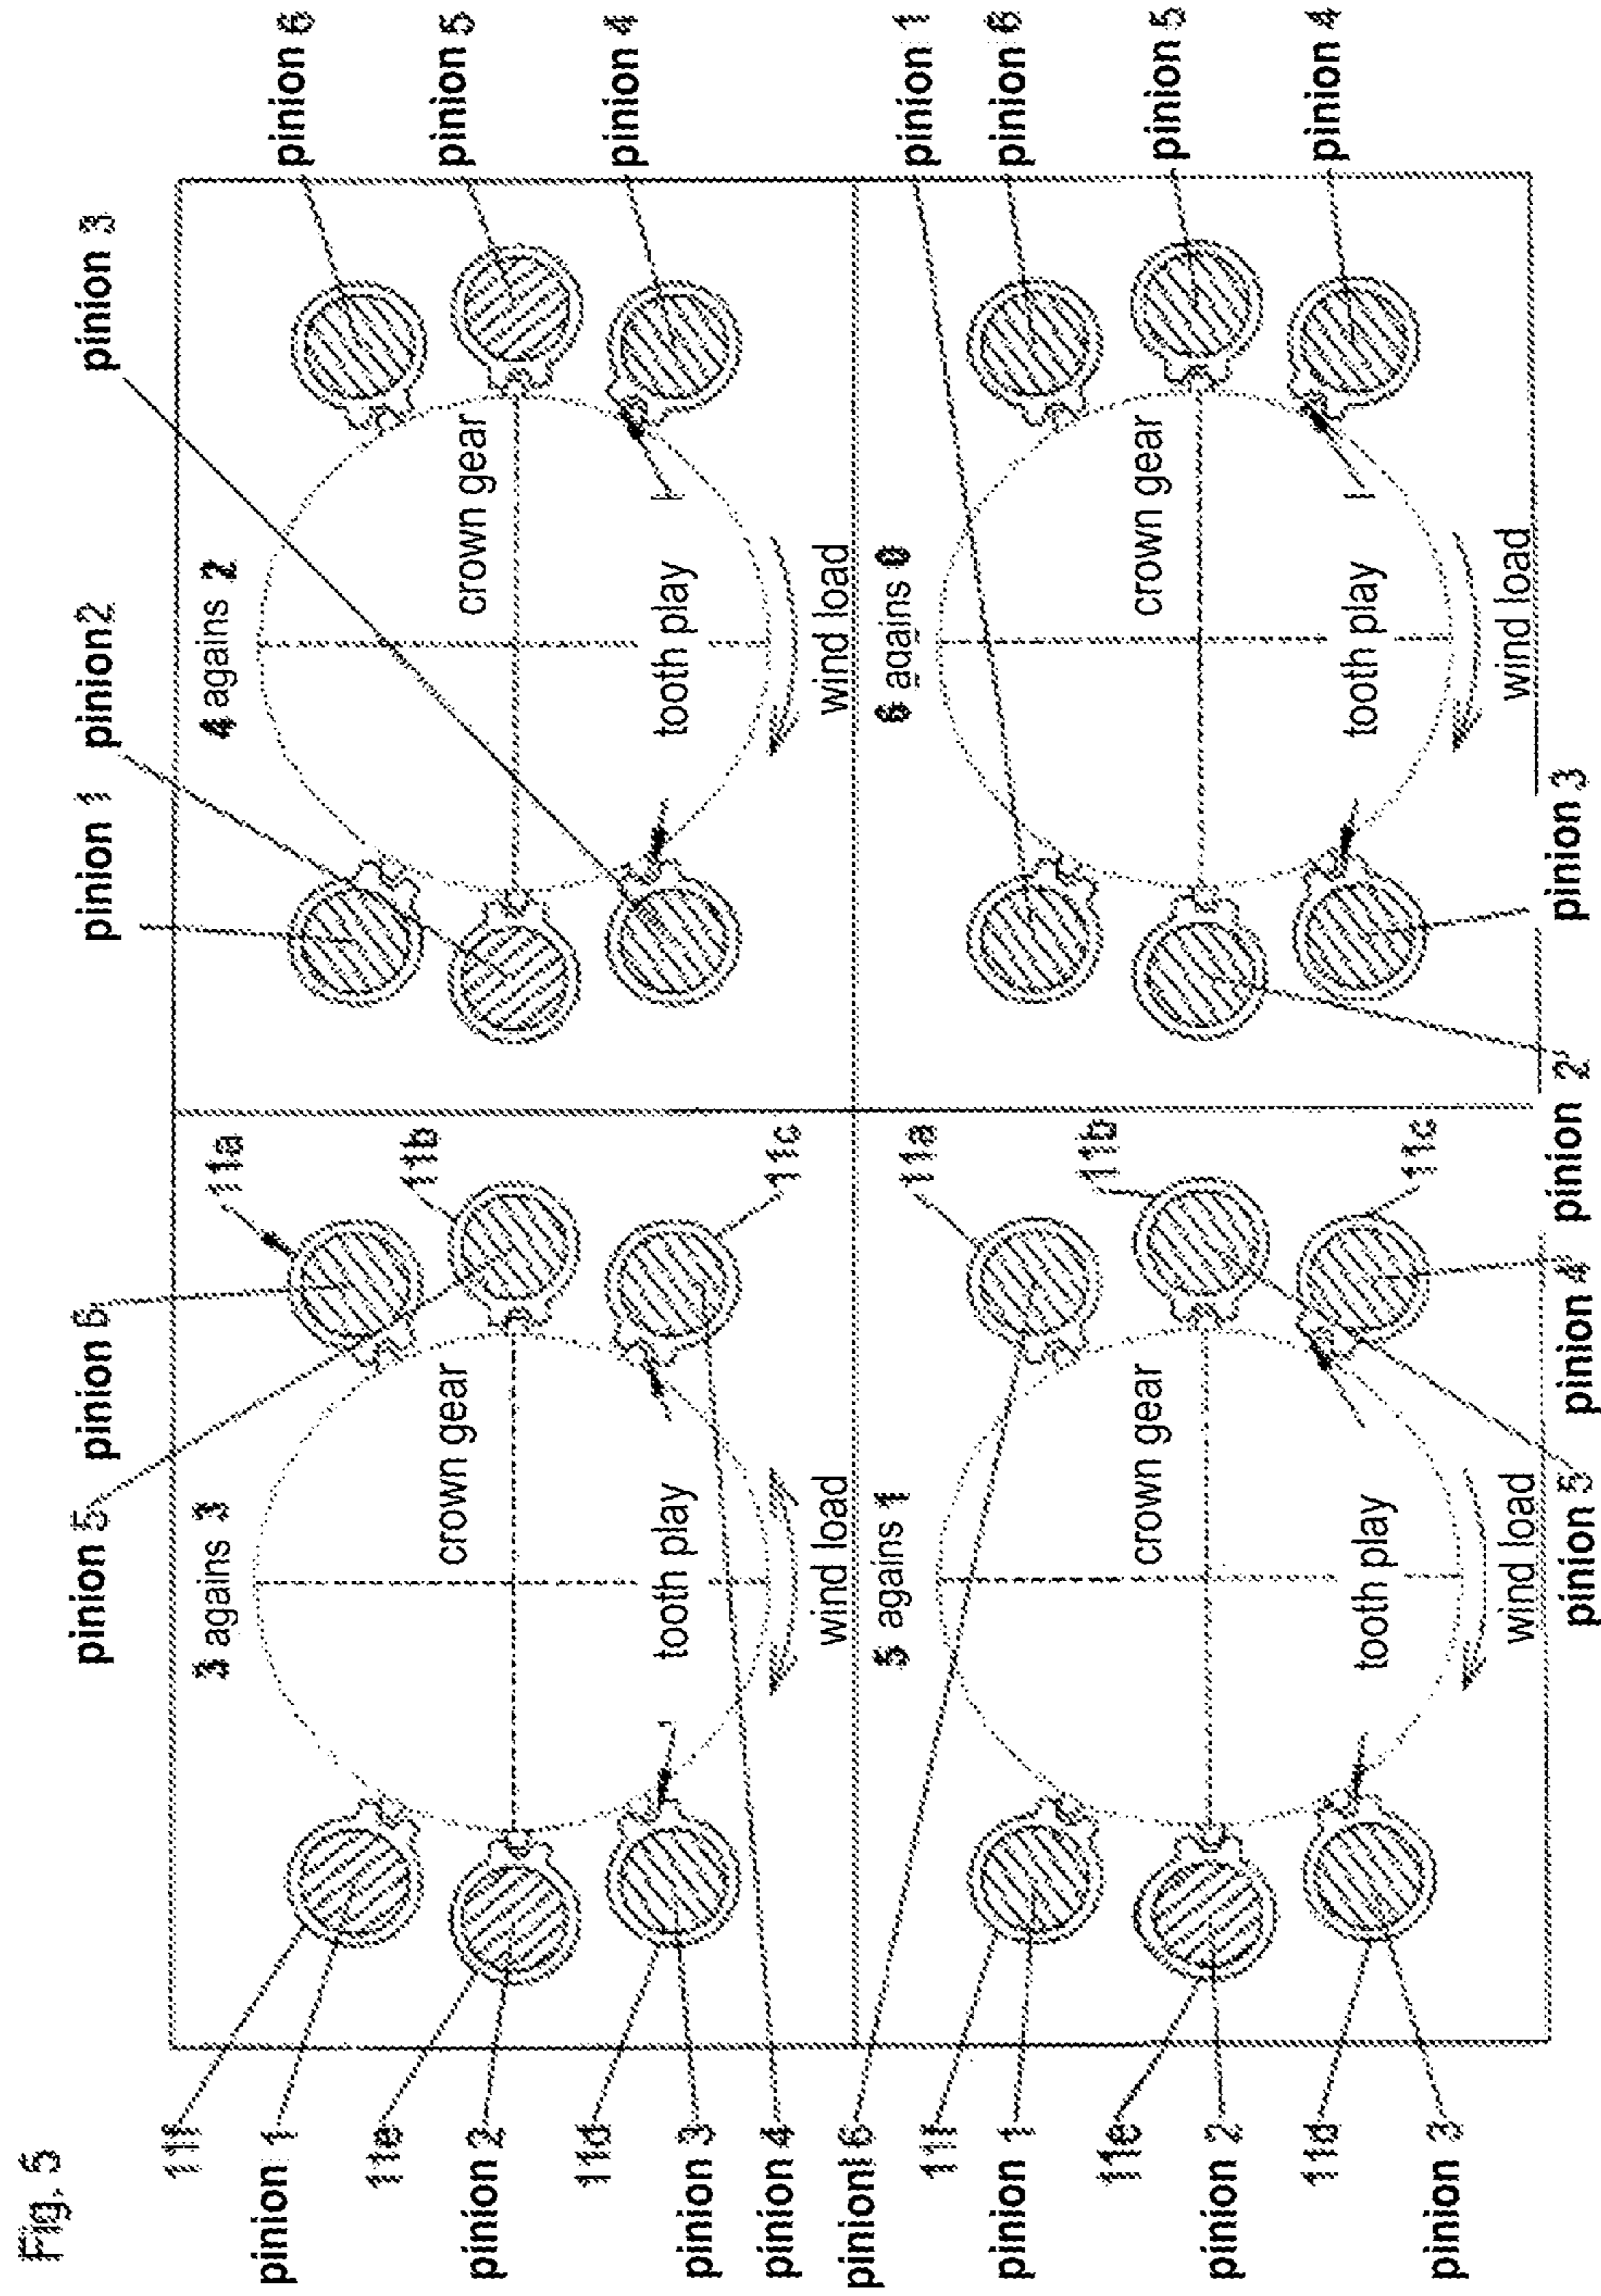 Fig. 5
11f
pinion 1
11e
pinion 2
11d
pinion 3
pinion 4
pinion 5
pinion 6
11a
11b
11c
3 agains 3
crown gear
tooth play
wind load
pinion 1
pinion2
pinion 3
4 agains 2
crown gear
tooth play
wind load
pinion 6
pinion 5
pinion 4
pinion 6
11f
pinion 1
11e
pinion 2
11d
pinion 3
5 agains 1
crown gear
tooth play
wind load
11a
11b
11c
pinion 5
pinion 4
6 agains 0
crown gear
tooth play
wind load
pinion 2
pinion 3
pinion 1
pinion 6
pinion 5
pinion 4